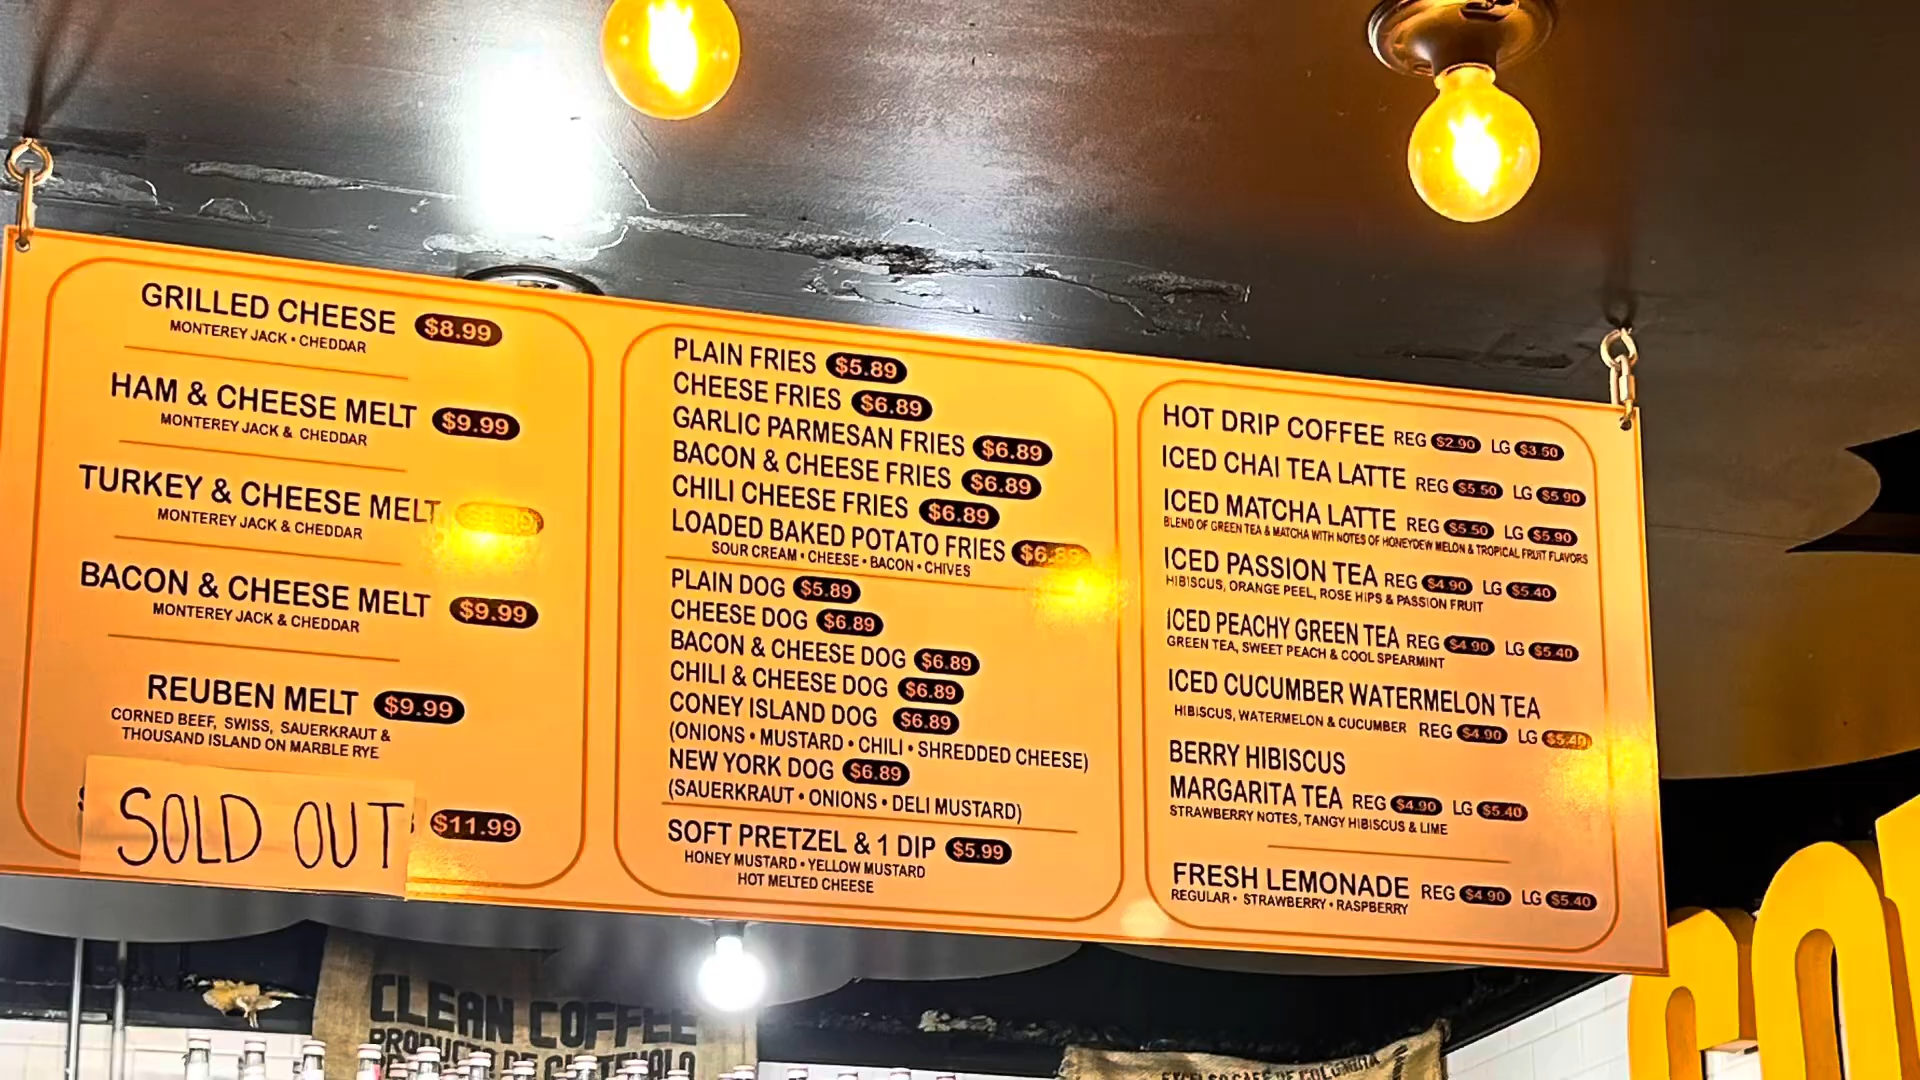 GRILLED CHEESE $8.99
MONTEREY JACK • CHEDDAR
HAM & CHEESE MELT $9.99
MONTEREY JACK & CHEDDAR
TURKEY & CHEESE MELT
MONTEREY JACK & CHEDDAR
BACON & CHEESE MELT $9.99
MONTEREY JACK & CHEDDAR
REUBEN MELT $9.99
CORNED BEEF, SWISS, SAUERKRAUT &
THOUSAND ISLAND ON MARBLE RYE
SOLD OUT $11.99
PLAIN FRIES $5.89
CHEESE FRIES $6.89
GARLIC PARMESAN FRIES $6.89
BACON & CHEESE FRIES $6.89
CHILI CHEESE FRIES $6.89
LOADED BAKED POTATO FRIES $6.89
SOUR CREAM • CHEESE • BACON • CHIVES
PLAIN DOG $5.89
CHEESE DOG $6.89
BACON & CHEESE DOG $6.89
CHILI & CHEESE DOG $6.89
CONEY ISLAND DOG $6.89
(ONIONS • MUSTARD • CHILI • SHREDDED CHEESE)
NEW YORK DOG $6.89
(SAUERKRAUT • ONIONS • DELI MUSTARD)
SOFT PRETZEL & 1 DIP $5.99
HONEY MUSTARD • YELLOW MUSTARD
HOT MELTED CHEESE
HOT DRIP COFFEE REG $2.90 LG $3.50
ICED CHAI TEA LATTE REG $5.50 LG $5.90
ICED MATCHA LATTE REG $5.50 LG $5.90
BLEND OF GREEN TEA & MATCHA WITH NOTES OF HONEYDEW MELON & TROPICAL FRUIT FLAVORS
ICED PASSION TEA REG $4.90 LG $5.40
HIBISCUS, ORANGE PEEL, ROSE HIPS & PASSION FRUIT
ICED PEACHY GREEN TEA REG $4.90 LG $5.40
GREEN TEA, SWEET PEACH & COOL SPEARMINT
ICED CUCUMBER WATERMELON TEA
HIBISCUS, WATERMELON & CUCUMBER REG $4.90 LG $5.40
BERRY HIBISCUS
MARGARITA TEA REG $4.90 LG $5.40
STRAWBERRY NOTES, TANGY HIBISCUS & LIME
FRESH LEMONADE REG $4.90 LG $5.40
REGULAR • STRAWBERRY • RASPBERRY
CLEAN COFFEE
PRODUCTO DE GUATEMALA
EXCELSO CAFE DE COLOMBIA